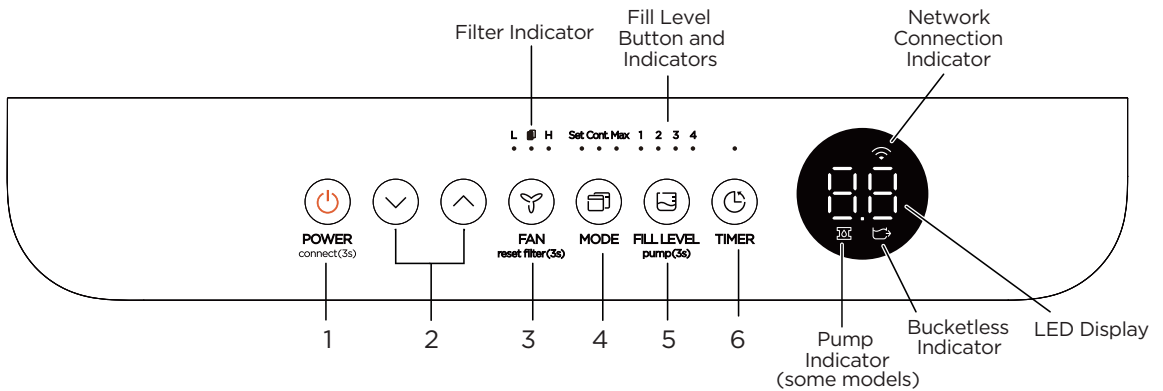 Filter Indicator
Fill Level
Button and
Indicators
Network
Connection
Indicator
L H Set Cont. Max 1 2 3 4
8.8
POWER
connect(3s)
FAN
reset filter(3s)
MODE
FILL LEVEL
pump(3s)
TIMER
1 2 3 4 5 6
Pump
Indicator
(some models)
Bucketless
Indicator
LED Display